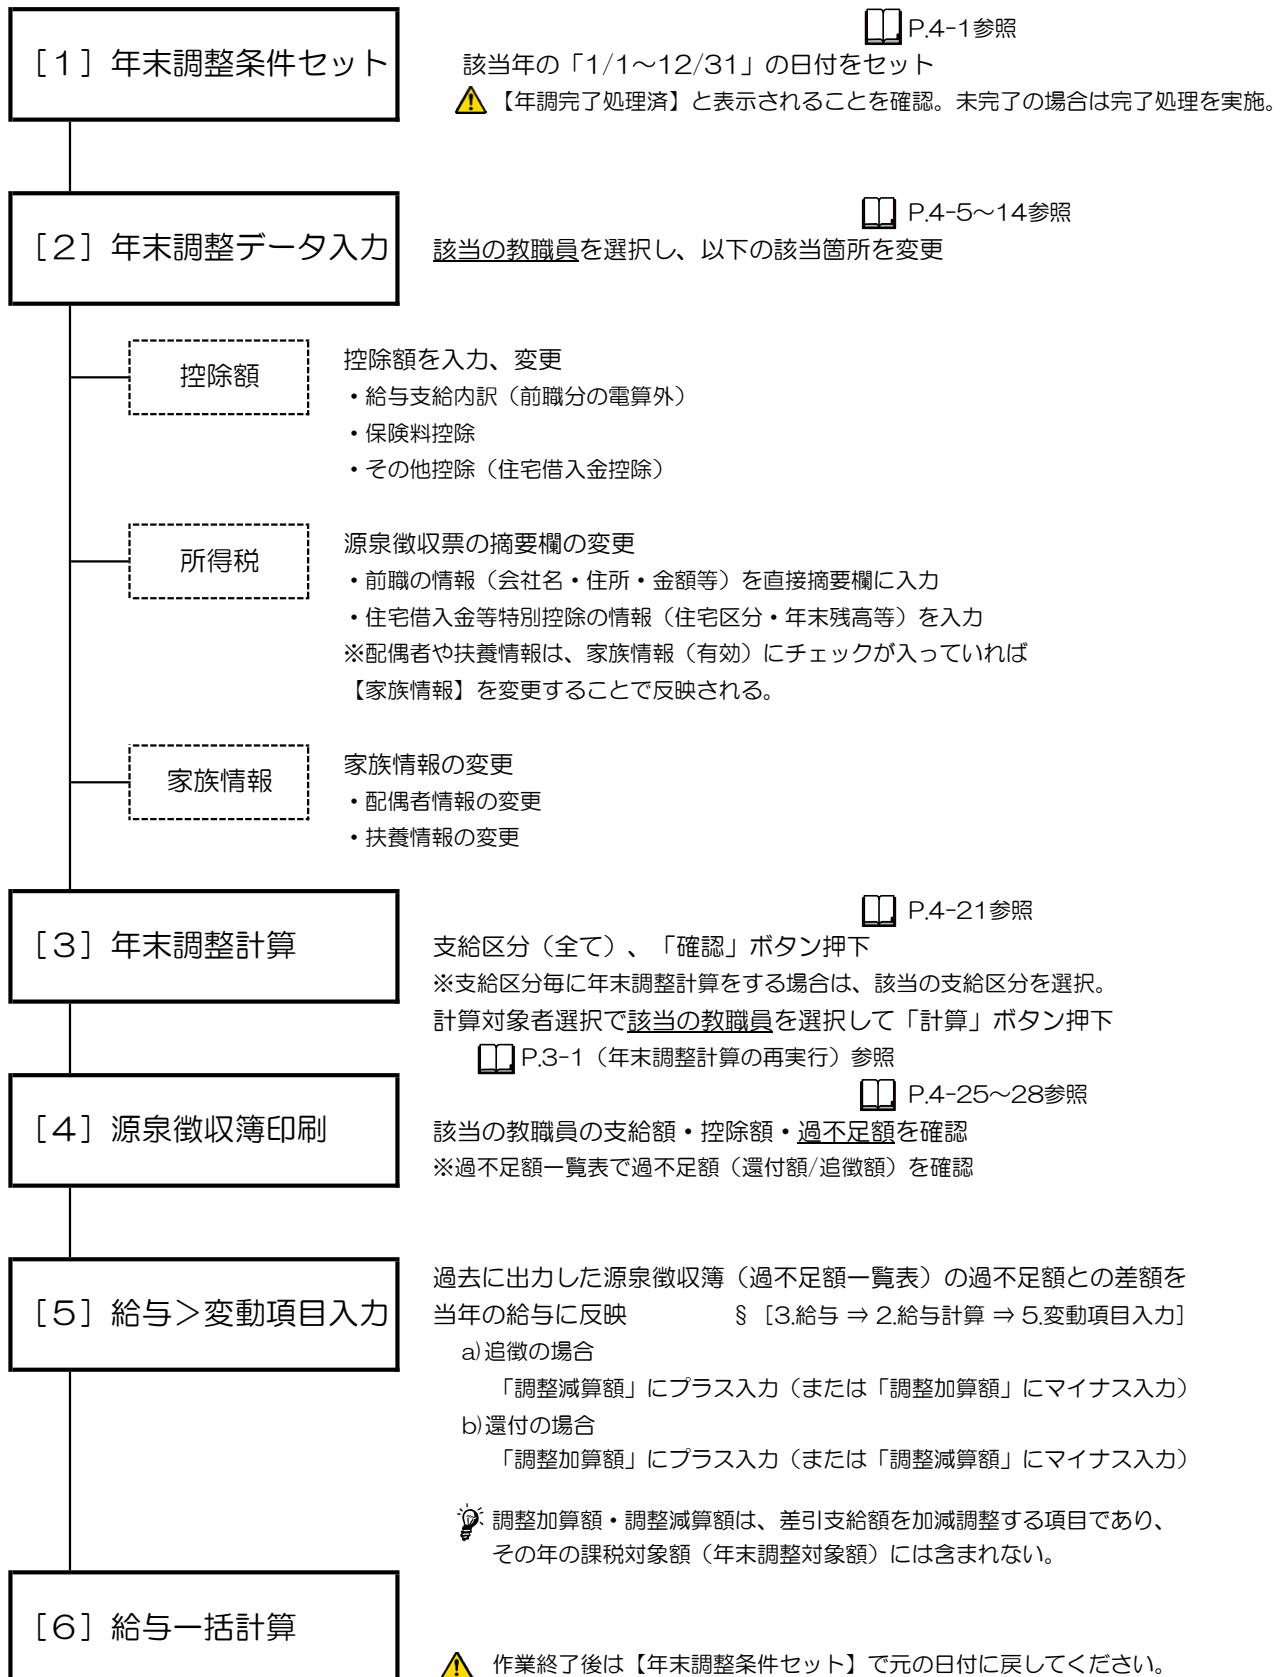 P.4-1参照
［1］年末調整条件セット
該当年の「1/1～12/31」の日付をセット
【年調完了処理済】と表示されることを確認。未完了の場合は完了処理を実施。
P.4-5～14参照
［2］年末調整データ入力
該当の教職員を選択し、以下の該当箇所を変更
控除額
控除額を入力、変更
・給与支給内訳（前職分の電算外）
・保険料控除
・その他控除（住宅借入金控除）
所得税
源泉徴収票の摘要欄の変更
・前職の情報（会社名・住所・金額等）を直接摘要欄に入力
・住宅借入金等特別控除の情報（住宅区分・年末残高等）を入力
※配偶者や扶養情報は、家族情報（有効）にチェックが入っていれば
【家族情報】を変更することで反映される。
家族情報
家族情報の変更
・配偶者情報の変更
・扶養情報の変更
P.4-21参照
［3］年末調整計算
支給区分（全て）、「確認」ボタン押下
※支給区分毎に年末調整計算をする場合は、該当の支給区分を選択。
計算対象者選択で該当の教職員を選択して「計算」ボタン押下
P.3-1（年末調整計算の再実行）参照
P.4-25～28参照
［4］源泉徴収簿印刷
該当の教職員の支給額・控除額・過不足額を確認
※過不足額一覧表で過不足額（還付額/追徴額）を確認
［5］給与＞変動項目入力
過去に出力した源泉徴収簿（過不足額一覧表）の過不足額との差額を
当年の給与に反映 §［3.給与 ⇒ 2.給与計算 ⇒ 5.変動項目入力］
a)追徴の場合
「調整減算額」にプラス入力（または「調整加算額」にマイナス入力）
b)還付の場合
「調整加算額」にプラス入力（または「調整減算額」にマイナス入力）
調整加算額・調整減算額は、差引支給額を加減調整する項目であり、
その年の課税対象額（年末調整対象額）には含まれない。
［6］給与一括計算
作業終了後は【年末調整条件セット】で元の日付に戻してください。